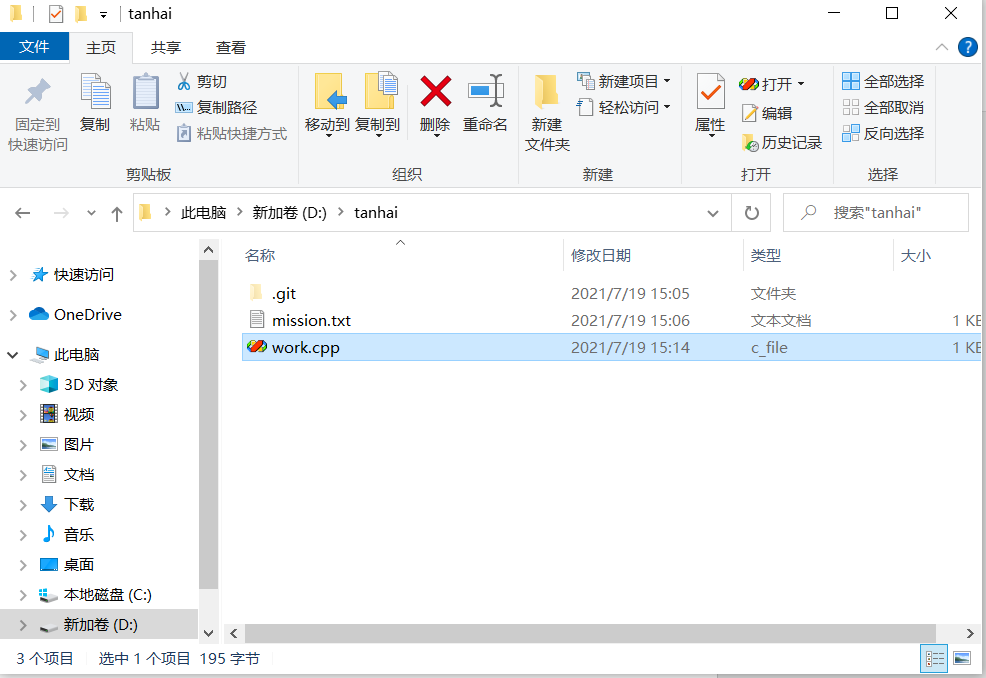 tanhai
文件 主页 共享 查看
固定到快速访问
复制
粘贴
剪切
复制路径
粘贴快捷方式
剪贴板
移动到 复制到 删除 重命名
组织
新建文件夹
新建项目
轻松访问
新建
属性
打开
编辑
历史记录
打开
全部选择
全部取消
反向选择
选择
此电脑 新加卷 (D:) tanhai
搜索"tanhai"
快速访问
OneDrive
此电脑
3D 对象
视频
图片
文档
下载
音乐
桌面
本地磁盘 (C:)
新加卷 (D:)
名称 修改日期 类型 大小
.git 2021/7/19 15:05 文件夹
mission.txt 2021/7/19 15:06 文本文档 1 KB
work.cpp 2021/7/19 15:14 c_file 1 KB
3 个项目 选中 1 个项目 195 字节